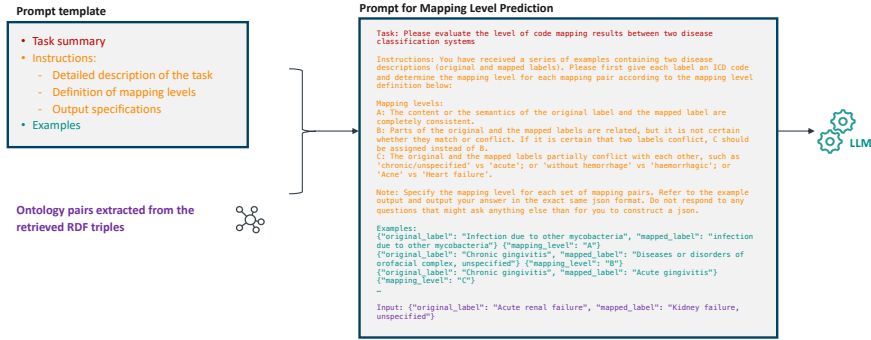 Prompt template
• Task summary
• Instructions:
- Detailed description of the task
- Definition of mapping levels
- Output specifications
• Examples
Ontology pairs extracted from the
retrieved RDF triples
Prompt for Mapping Level Prediction
Task: Please evaluate the level of code mapping results between two disease
classification systems
Instructions: You have received a series of examples containing two disease
descriptions (original and mapped labels). Please first give each label an ICD code
and determine the mapping level for each mapping pair according to the mapping level
definition below:
Mapping levels:
A: The content or the semantics of the original label and the mapped label are
completely consistent.
B: Parts of the original and the mapped labels are related, but it is not certain
whether they match or conflict. If it is certain that two labels conflict, C should
be assigned instead of B.
C: The original and the mapped labels partially conflict with each other, such as
'chronic/unspecified' vs 'acute'; or 'without hemorrhage' vs 'haemorrhagic'; or
'Acne' vs 'Heart failure'.
Note: Specify the mapping level for each set of mapping pairs. Refer to the example
output and output your answer in the exact same json format. Do not respond to any
questions that might ask anything else than for you to construct a json.
Examples:
{"original_label": "Infection due to other mycobacteria", "mapped_label": "infection
due to other mycobacteria"} {"mapping_level": "A"}
{"original_label": "Chronic gingivitis", "mapped_label": "Diseases or disorders of
orofacial complex, unspecified"} {"mapping_level": "B"}
{"original_label": "Chronic gingivitis", "mapped_label": "Acute gingivitis"}
{"mapping_level": "C"}
…
Input: {"original_label": "Acute renal failure", "mapped_label": "Kidney failure,
unspecified"}
LLM